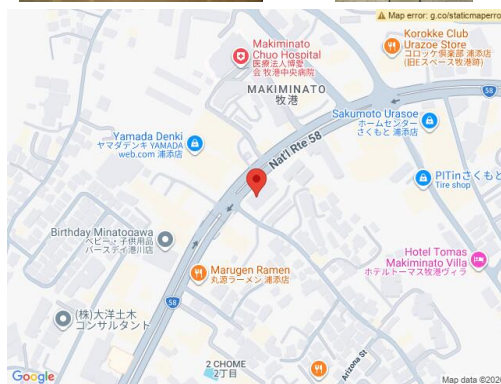 Map error: g.co/staticmaperro
Korokke Club
Urazoe Store
コロッケ倶楽部 浦添店
(旧Eスペース牧港跡)
Makiminato
Chuo Hospital
医療法人博愛
会 牧港中央病院
MAKIMINATO
牧港
58
Sakumoto Urasoe
ホームセンター
さくもと 浦添店
Yamada Denki
ヤマダデンキ YAMADA
web.com 浦添店
Nat'l Rte 58
PITinさくもと
Tire shop
Birthday Minatogawa
ベビー・子供用品
バースデイ港川店
Hotel Tomas
Makiminato Villa
ホテルトーマス牧港ヴィラ
Marugen Ramen
丸源ラーメン 浦添店
58
(株)大洋土木
コンサルタント
2 CHOME
2丁目
Arizona St
Google
Map data ©202